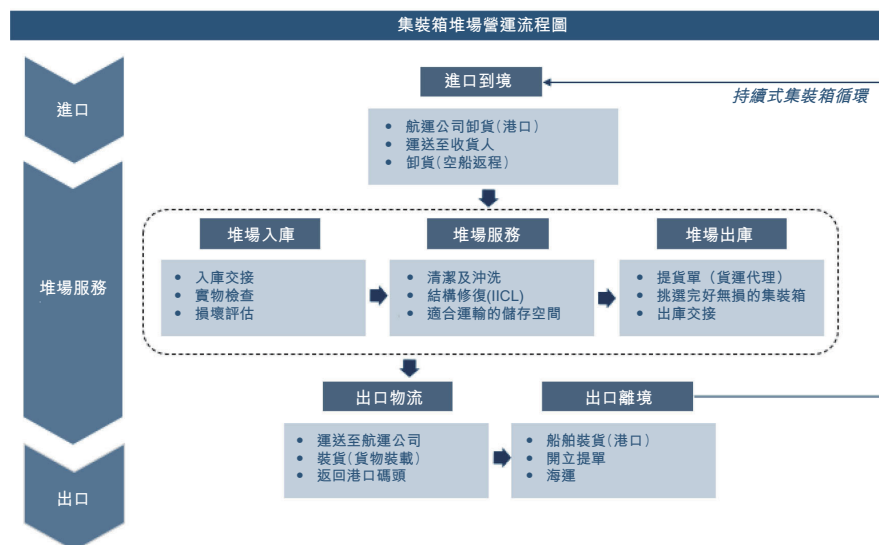 集裝箱堆場營運流程圖
進口
進口到境
持續式集裝箱循環
• 航運公司卸貨(港口)
• 運送至收貨人
• 卸貨(空船返程)
堆場服務
堆場入庫
• 入庫交接
• 實物檢查
• 損壞評估
堆場服務
• 清潔及沖洗
• 結構修復(IICL)
• 適合運輸的儲存空間
堆場出庫
• 提貨單（貨運代理）
• 挑選完好無損的集裝箱
• 出庫交接
出口
出口物流
• 運送至航運公司
• 裝貨(貨物裝載)
• 返回港口碼頭
出口離境
• 船舶裝貨(港口)
• 開立提單
• 海運